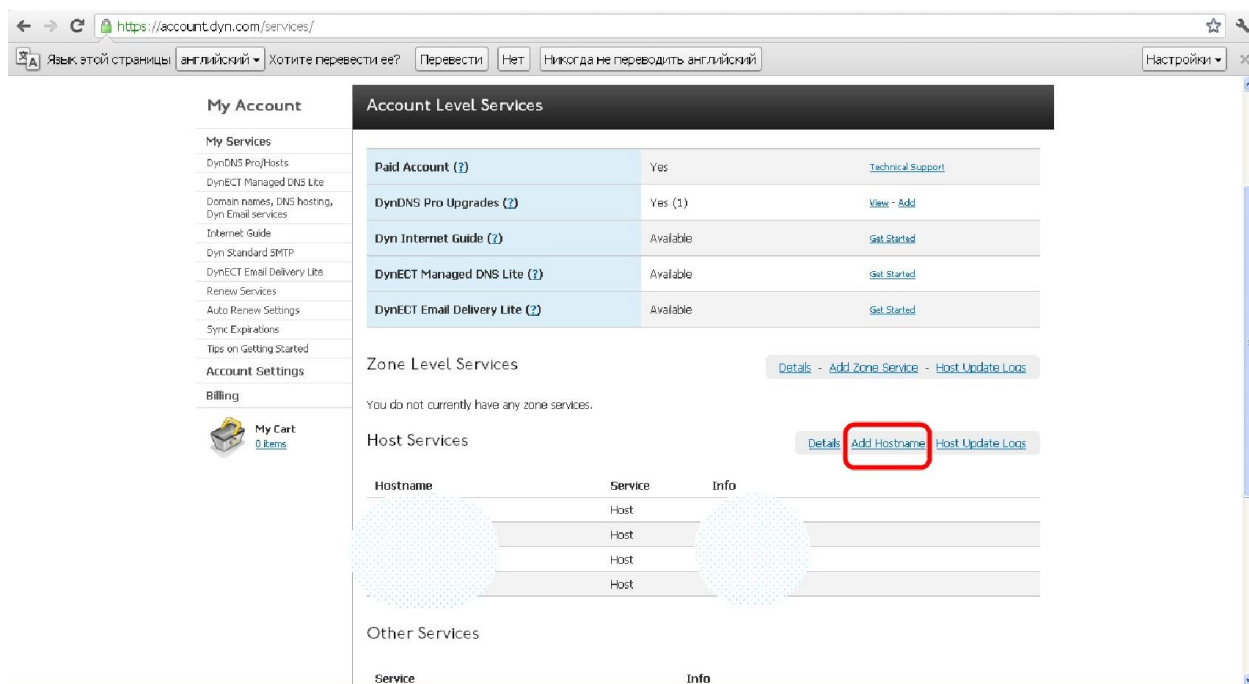 https://account.dyn.com/services/
Язык этой страницы английский Хотите перевести ее? Перевести Нет Никогда не переводить английский Настройки
My Account
My Services
DynDNS Pro/Hosts
DynECT Managed DNS Lite
Domain names, DNS hosting,
Dyn Email services
Internet Guide
Dyn Standard SMTP
DynECT Email Delivery Lite
Renew Services
Auto Renew Settings
Sync Expirations
Tips on Getting Started
Account Settings
Billing
My Cart
0 items
Account Level Services
Paid Account (?) Yes Technical Support
DynDNS Pro Upgrades (?) Yes (1) View - Add
Dyn Internet Guide (?) Available Get Started
DynECT Managed DNS Lite (?) Available Get Started
DynECT Email Delivery Lite (?) Available Get Started
Zone Level Services Details - Add Zone Service - Host Update Logs
You do not currently have any zone services.
Host Services Details Add Hostname Host Update Logs
Hostname Service Info
Host
Host
Host
Host
Other Services
Service Info